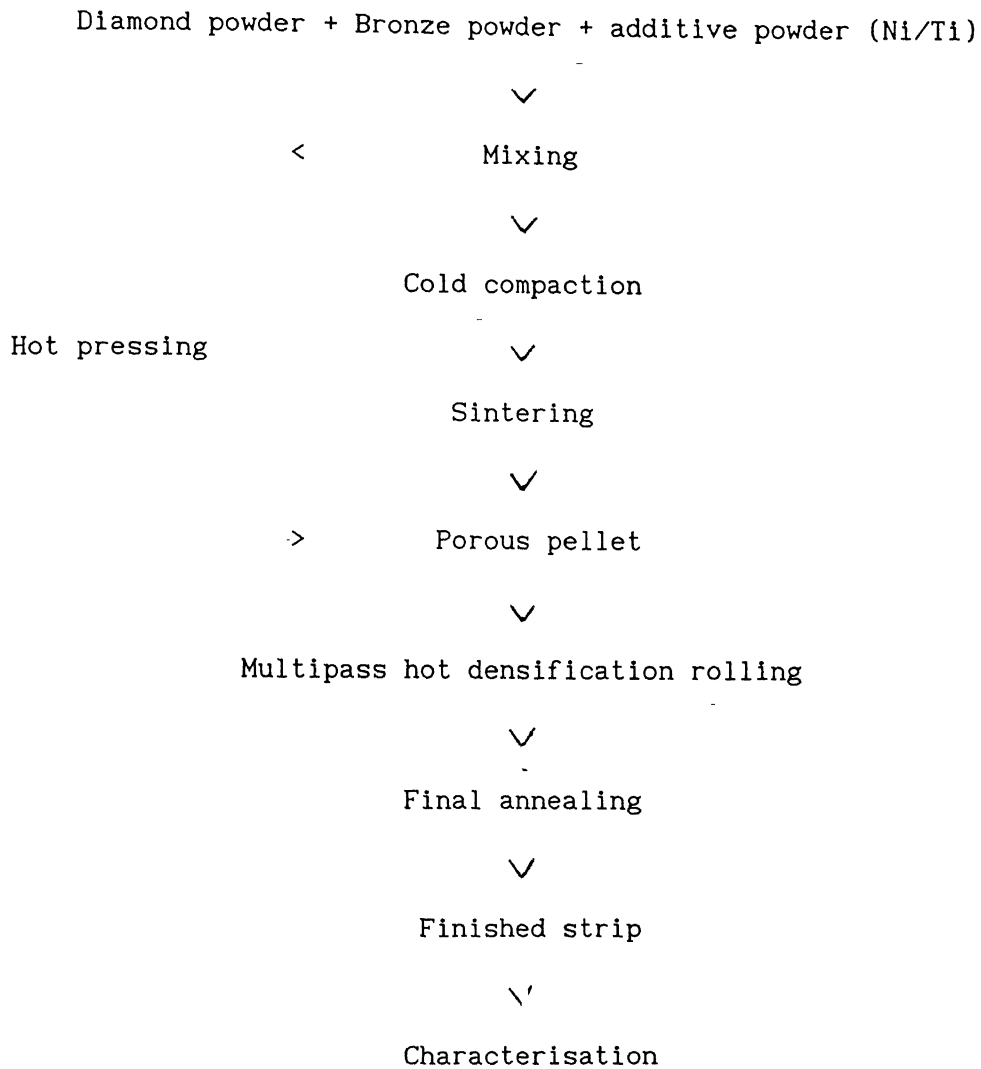 Diamond powder + Bronze powder + additive powder (Ni/Ti)
< Mixing
Cold compaction
Hot pressing
Sintering
> Porous pellet
Multipass hot densification rolling
Final annealing
Finished strip
Characterisation